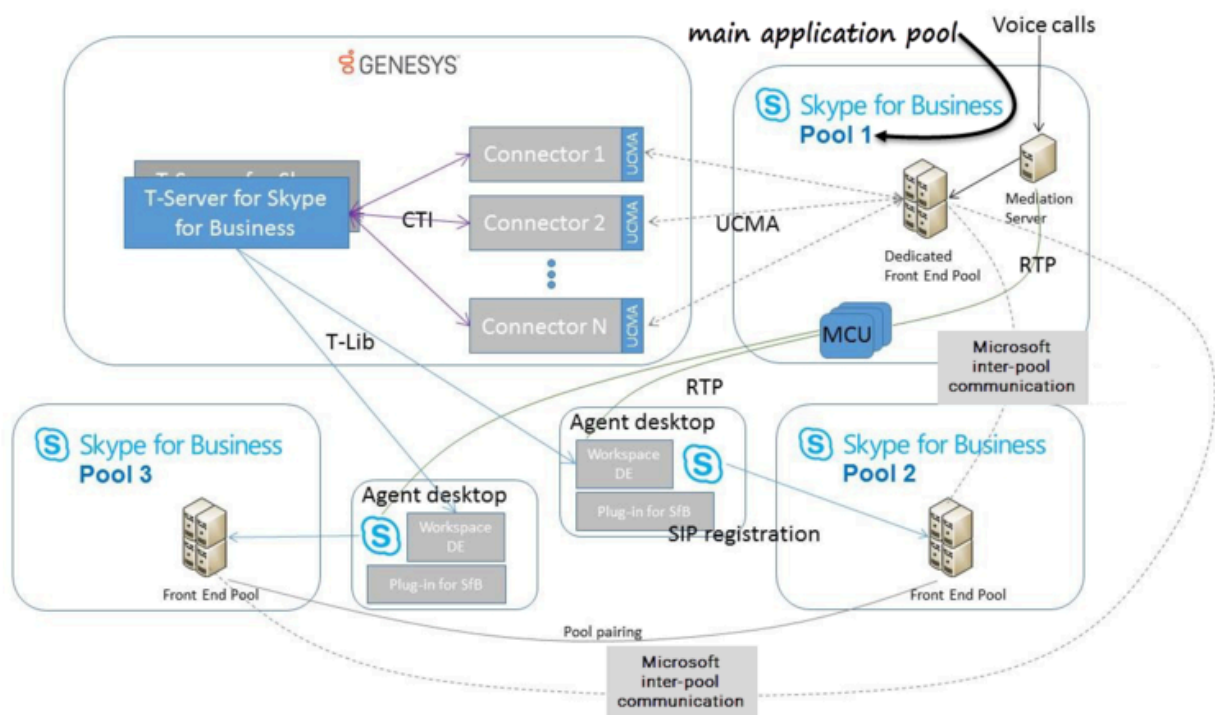 GENESYS
T-Server for Skype
for Business
Connector 1
UCMA
Connector 2
UCMA
Connector N
UCMA
CTI
UCMA
T-Lib
main application pool
Voice calls
Skype for Business
Pool 1
Mediation
Server
Dedicated
Front End Pool
RTP
MCU
Microsoft
inter-pool
communication
RTP
Skype for Business
Pool 3
Front End Pool
Agent desktop
Workspace
DE
Plug-in for SfB
Agent desktop
Workspace
DE
Plug-in for SfB
SIP registration
Skype for Business
Pool 2
Front End Pool
Pool pairing
Microsoft
inter-pool
communication